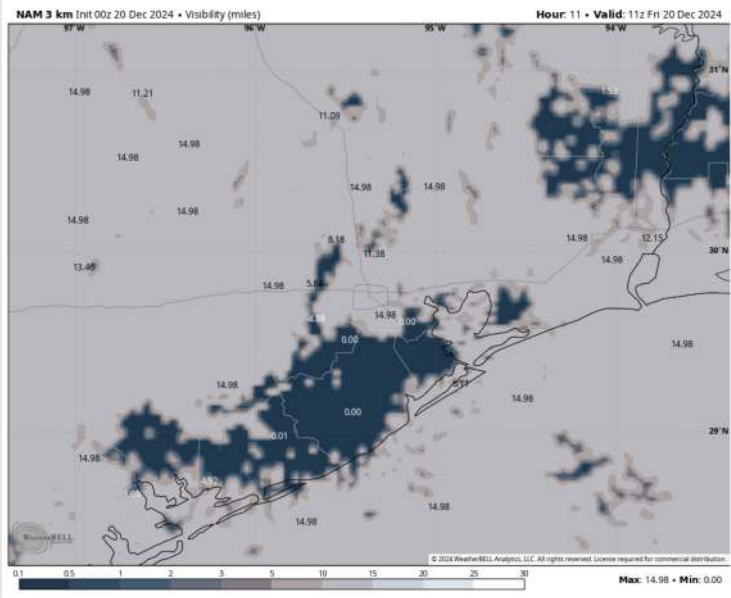 NAM 3 km Init 00z 20 Dec 2024 • Visibility (miles) Hour: 11 • Valid: 11z Fri 20 Dec 2024
97°W 96°W 95°W 94°W
31°N
14.98 11.21 1.53
11.09
14.98
14.98
14.98 14.98
14.98
14.98
8.18 14.98 12.15
11.38 30°N
14.98
13.46
14.98
14.98
0.00
0.00 14.98
5.11
14.98
14.98
0.00
0.01 29°N
14.98
14.98
14.98
WeatherBELL
© 2024 WeatherBELL Analytics, LLC. All rights reserved. License required for commercial distribution.
0.1 0.5 1 2 3 5 10 15 20 25 30
Max: 14.98 • Min: 0.00